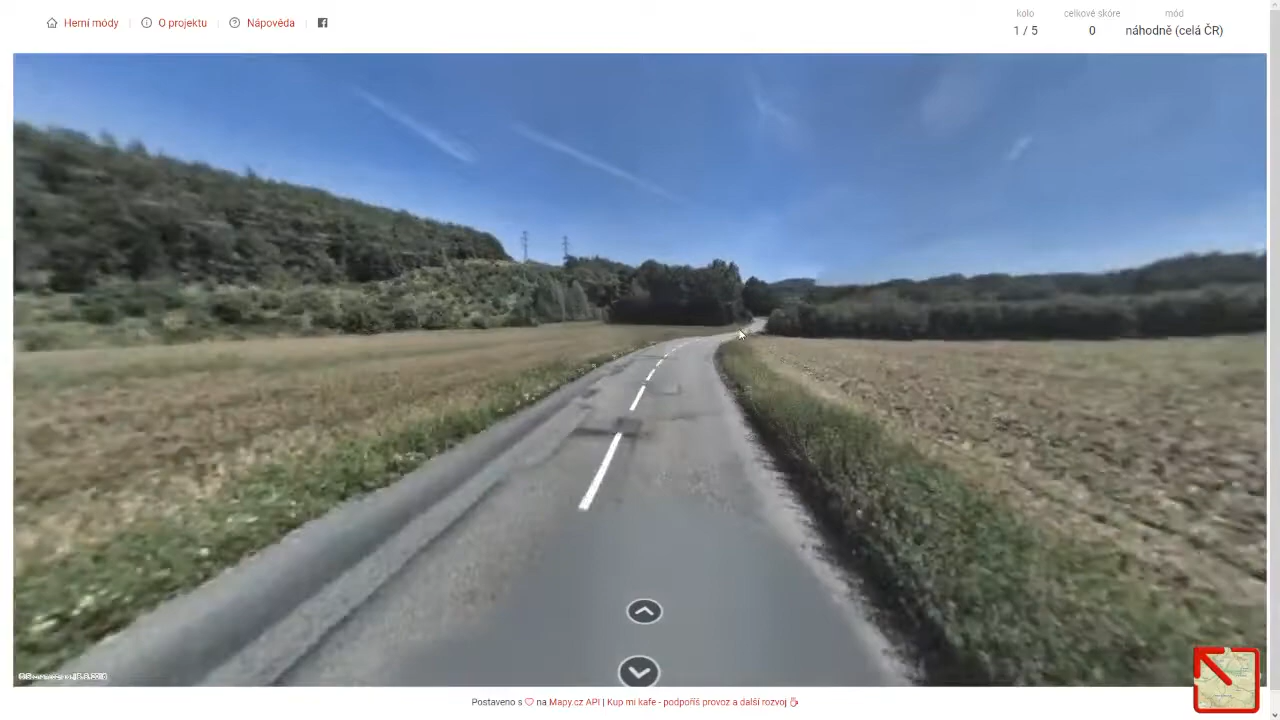 Herní módy
O projektu
Nápověda
kolo
1 / 5
celkové skóre
0
mód
náhodně (celá ČR)
Postaveno s ♡ na Mapy.cz API | Kup mi kafe - podpoříš provoz a další rozvoj